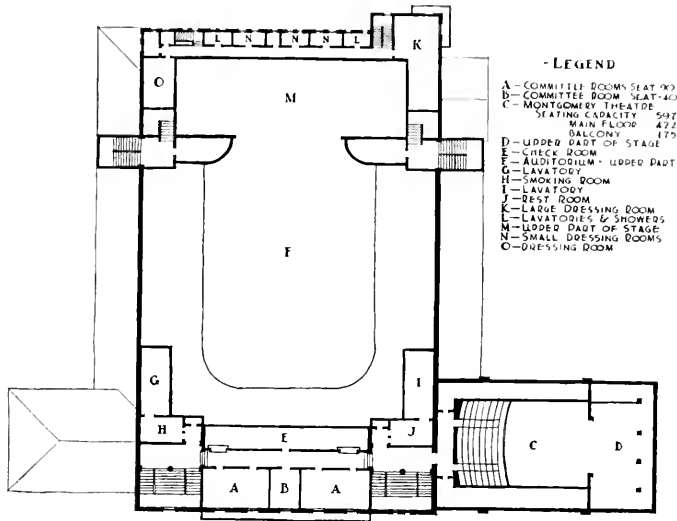 L N N N L
K
- LEGEND
O
M
A - COMMITTEE ROOMS SEAT 90
B - COMMITTEE ROOM SEAT - 40
C - MONTGOMERY THEATRE
SEATING CAPACITY 597
MAIN FLOOR 422
BALCONY 175
D - UPPER PART OF STAGE
E - CHECK ROOM
F - AUDITORIUM - UPPER PART
G - LAVATORY
H - SMOKING ROOM
I - LAVATORY
J - REST ROOM
K - LARGE DRESSING ROOM
L - LAVATORIES & SHOWERS
M - UPPER PART OF STAGE
N - SMALL DRESSING ROOMS
O - DRESSING ROOM
F
G
I
H
J
E
C D
A B A